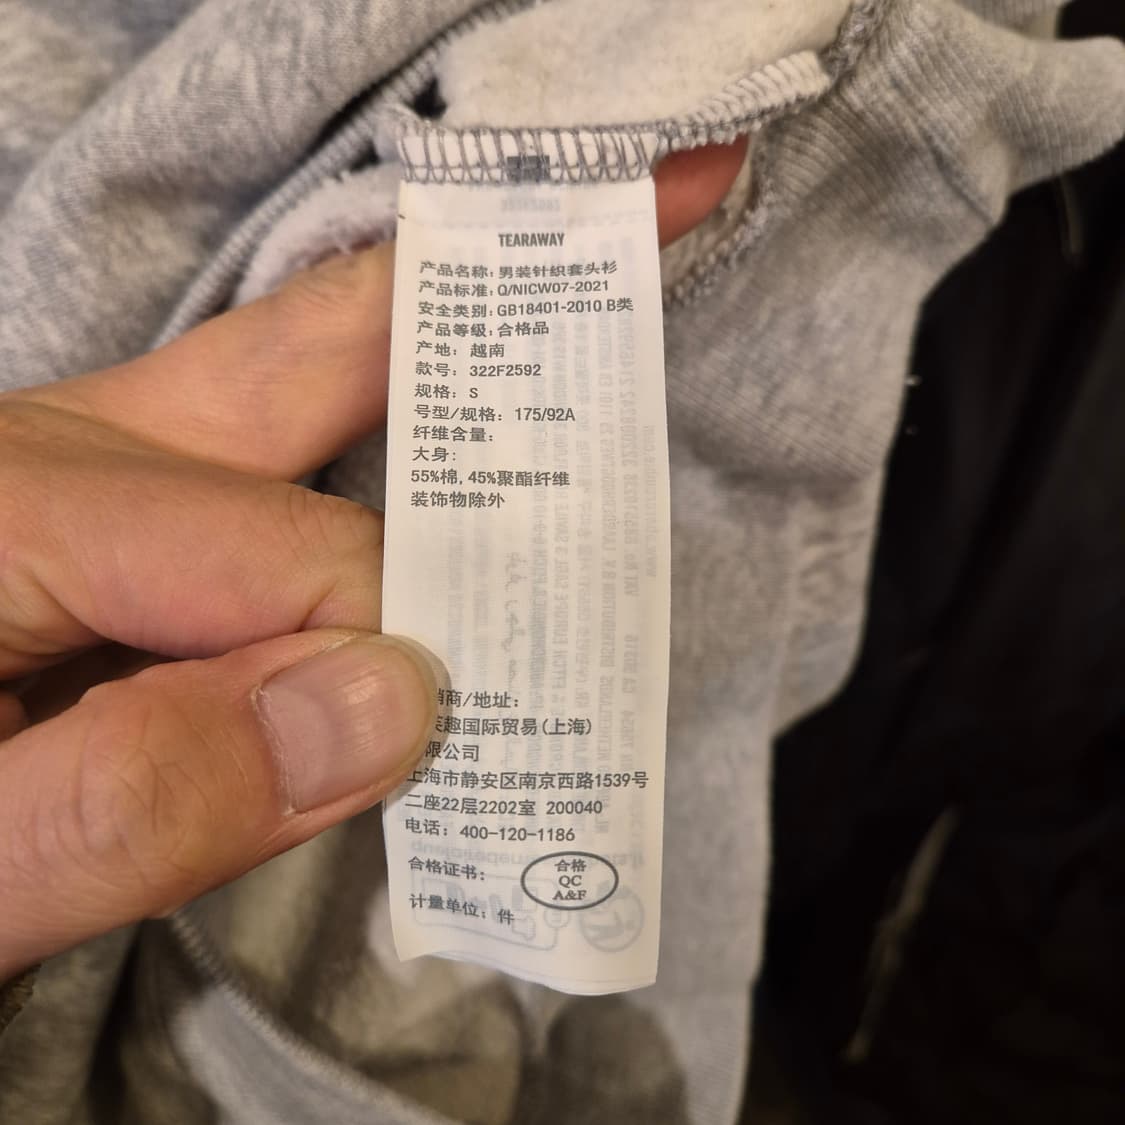 TEARAWAY
产品名称: 男装针织套头衫
产品标准: Q/NICW07-2021
安全类别: GB18401-2010 B类
产品等级: 合格品
产地: 越南
款号: 322F2592
规格: S
号型/规格: 175/92A
纤维含量:
大身:
55%棉, 45%聚酯纤维
装饰物除外
销商/地址:
趣国际贸易(上海)
限公司
上海市静安区南京西路1539号
二座22层2202室 200040
电话: 400-120-1186
合格证书:
合格
QC
A&F
计量单位: 件